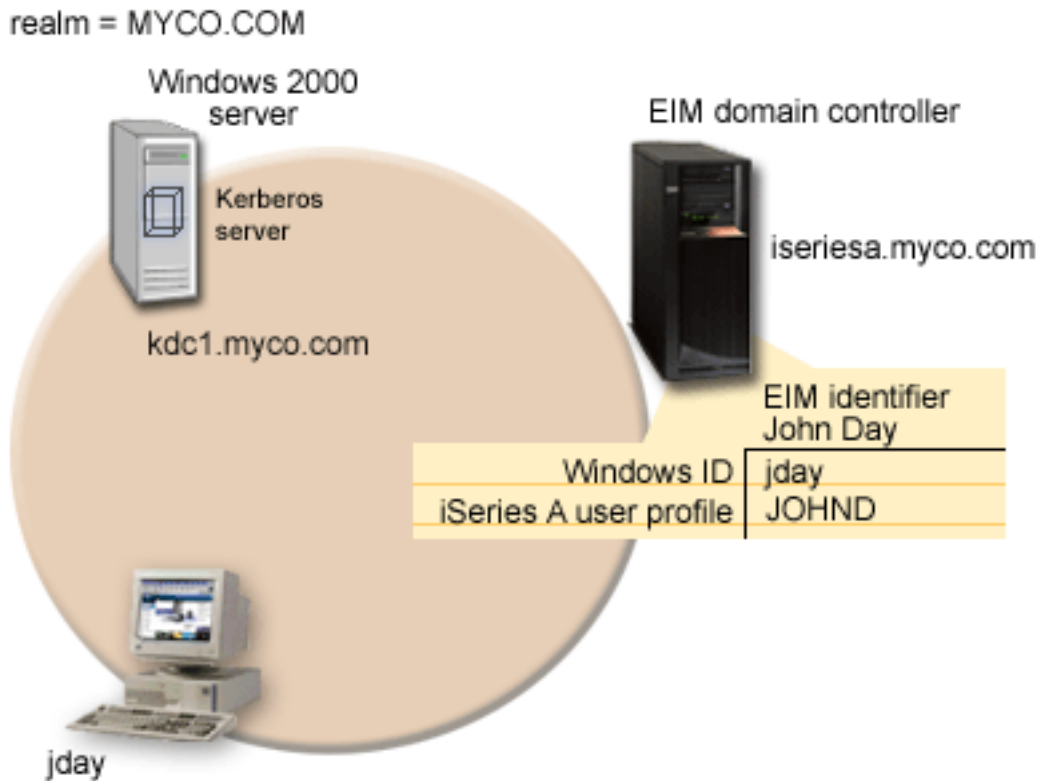 realm = MYCO.COM
Windows 2000
server
EIM domain controller
Kerberos
server
iseriesa.myco.com
kdc1.myco.com
EIM identifier
John Day
Windows ID jday
iSeries A user profile JOHND
jday